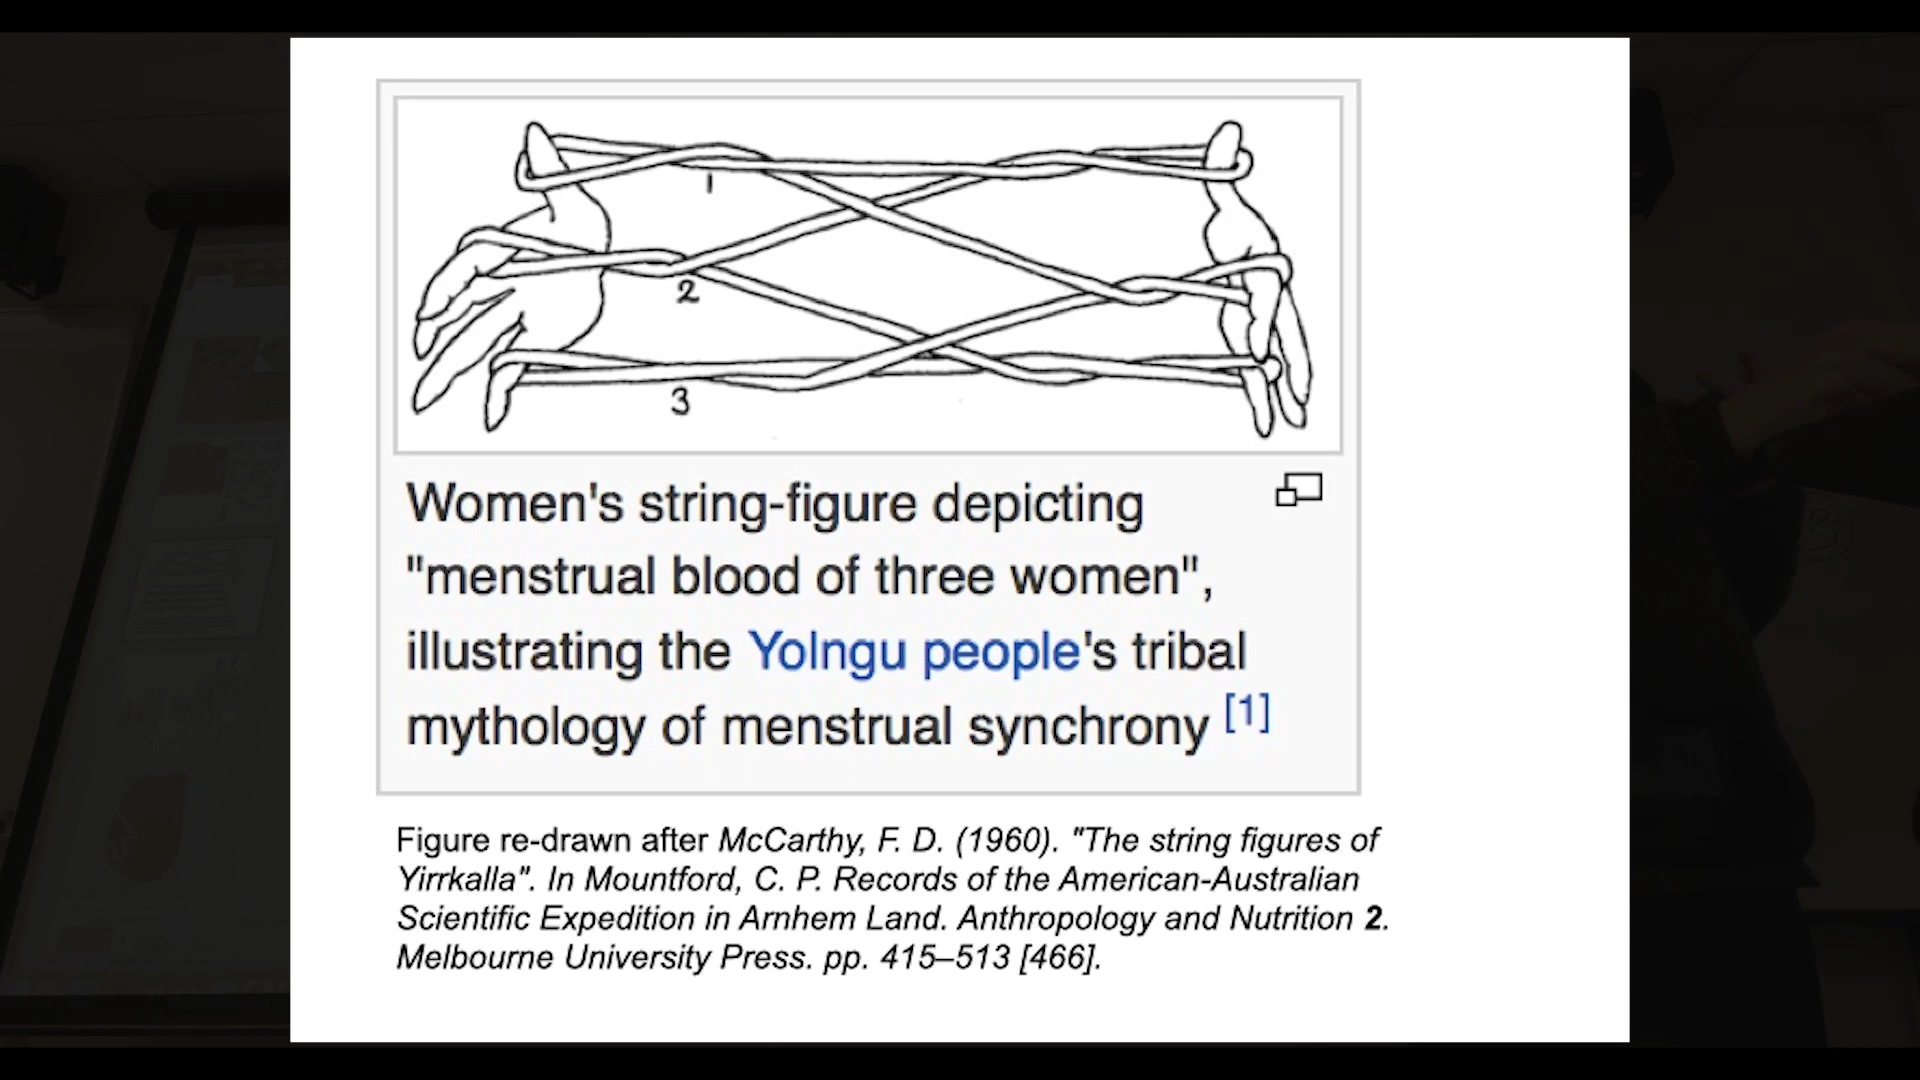 1
2
3
Women's string-figure depicting
"menstrual blood of three women",
illustrating the Yolngu people's tribal
mythology of menstrual synchrony [1]
Figure re-drawn after McCarthy, F. D. (1960). "The string figures of
Yirrkalla". In Mountford, C. P. Records of the American-Australian
Scientific Expedition in Arnhem Land. Anthropology and Nutrition 2.
Melbourne University Press. pp. 415–513 [466].